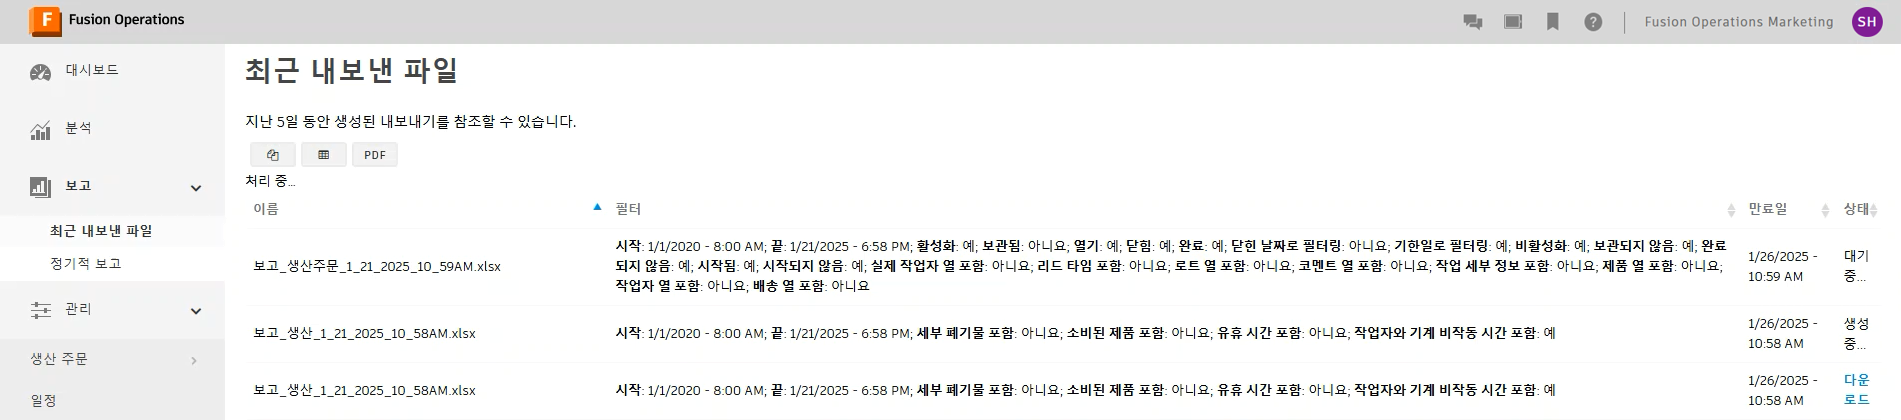 F Fusion Operations
Fusion Operations Marketing SH
대시보드
분석
보고
최근 내보낸 파일
정기적 보고
관리
생산 주문
일정
최근 내보낸 파일
지난 5일 동안 생성된 내보내기를 참조할 수 있습니다.
PDF
처리 중...
이름 필터 만료일 상태
보고_생산주문_1_21_2025_10_59AM.xlsx
시작: 1/1/2020 - 8:00 AM; 끝: 1/21/2025 - 6:58 PM; 활성화: 예; 보관됨: 아니요; 열기: 예; 닫힘: 예; 완료: 예; 닫힌 날짜로 필터링: 아니요; 기한일로 필터링: 예; 비활성화: 예; 보관되지 않음: 예; 완료
되지 않음: 예; 시작됨: 예; 시작되지 않음: 예; 실제 작업자 열 포함: 아니요; 리드 타임 포함: 아니요; 로트 열 포함: 아니요; 코멘트 열 포함: 아니요; 작업 세부 정보 포함: 아니요; 제품 열 포함: 아니요;
작업자 열 포함: 아니요; 배송 열 포함: 아니요
1/26/2025 -
10:59 AM
대기
중...
보고_생산_1_21_2025_10_58AM.xlsx
시작: 1/1/2020 - 8:00 AM; 끝: 1/21/2025 - 6:58 PM; 세부 폐기물 포함: 아니요; 소비된 제품 포함: 아니요; 유휴 시간 포함: 아니요; 작업자와 기계 비작동 시간 포함: 예
1/26/2025 -
10:58 AM
생성
중...
보고_생산_1_21_2025_10_58AM.xlsx
시작: 1/1/2020 - 8:00 AM; 끝: 1/21/2025 - 6:58 PM; 세부 폐기물 포함: 아니요; 소비된 제품 포함: 아니요; 유휴 시간 포함: 아니요; 작업자와 기계 비작동 시간 포함: 예
1/26/2025 -
10:58 AM
다운
로드